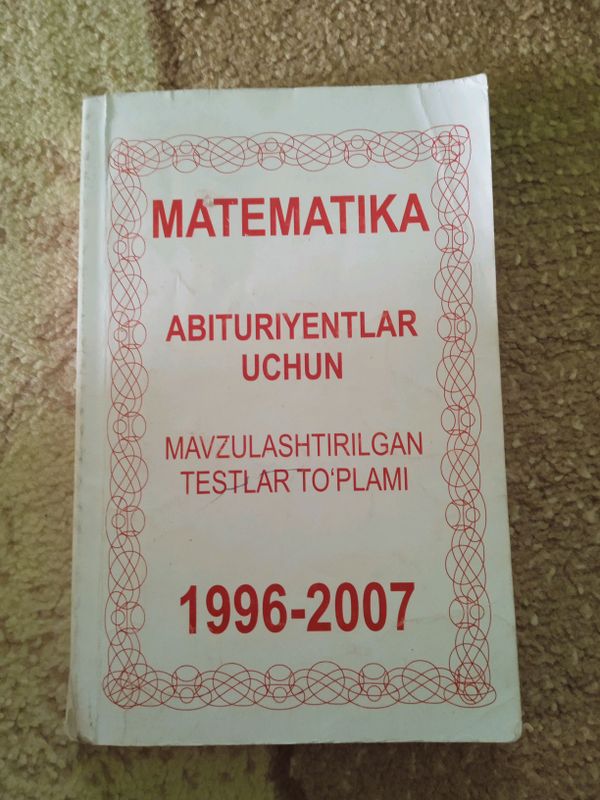 MATEMATIKA
ABITURIYENTLAR
UCHUN
MAVZULASHTIRILGAN
TESTLAR TO‘PLAMI
1996-2007